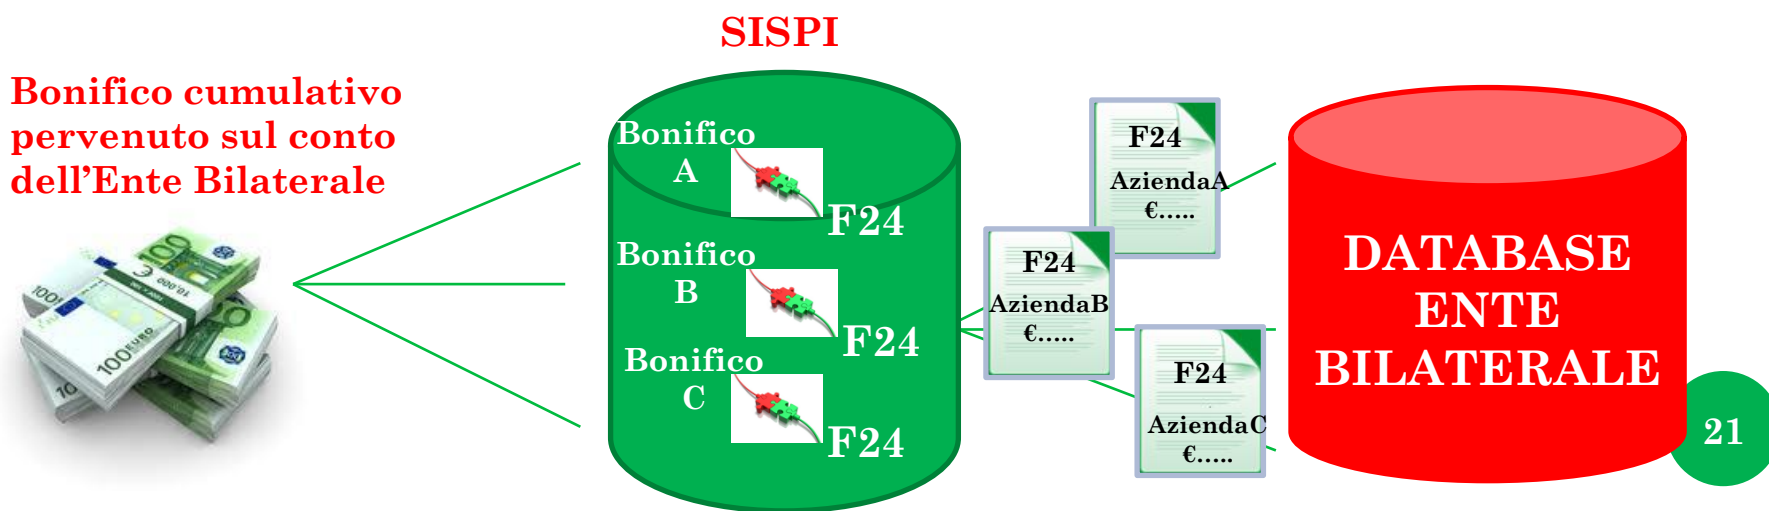 SISPI
Bonifico cumulativo
pervenuto sul conto
dell'Ente Bilaterale
Bonifico
A
F24
Bonifico
B
F24
Bonifico
C
F24
F24
AziendaA
€…..
F24
AziendaB
€…..
F24
AziendaC
€…..
DATABASE
ENTE
BILATERALE
21